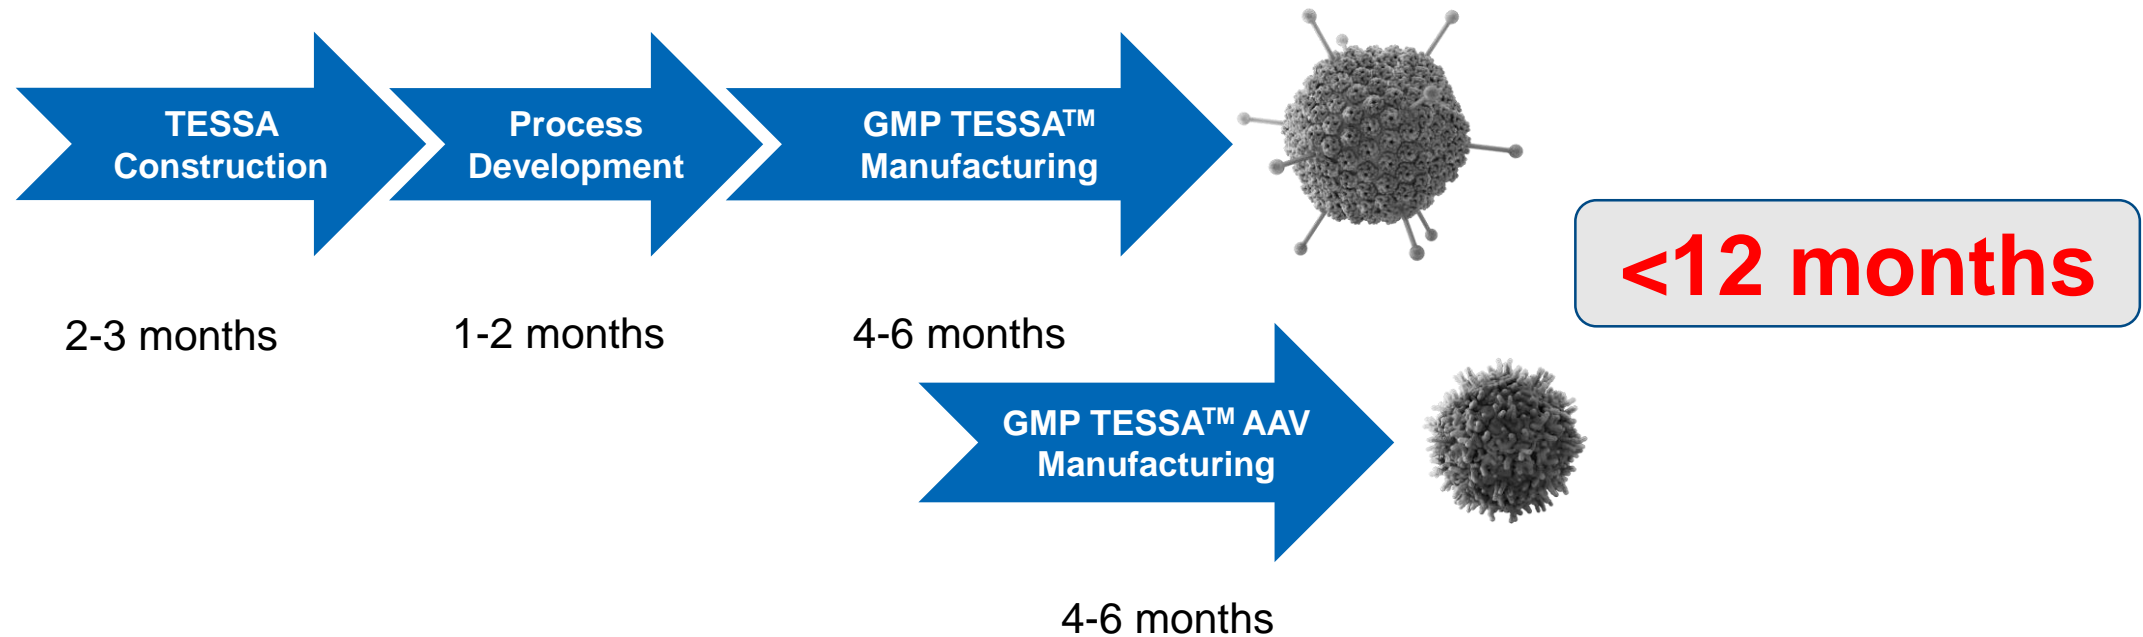 TESSA
Construction
Process
Development
GMP TESSA™
Manufacturing
<12 months
2-3 months
1-2 months
4-6 months
GMP TESSA™ AAV
Manufacturing
4-6 months